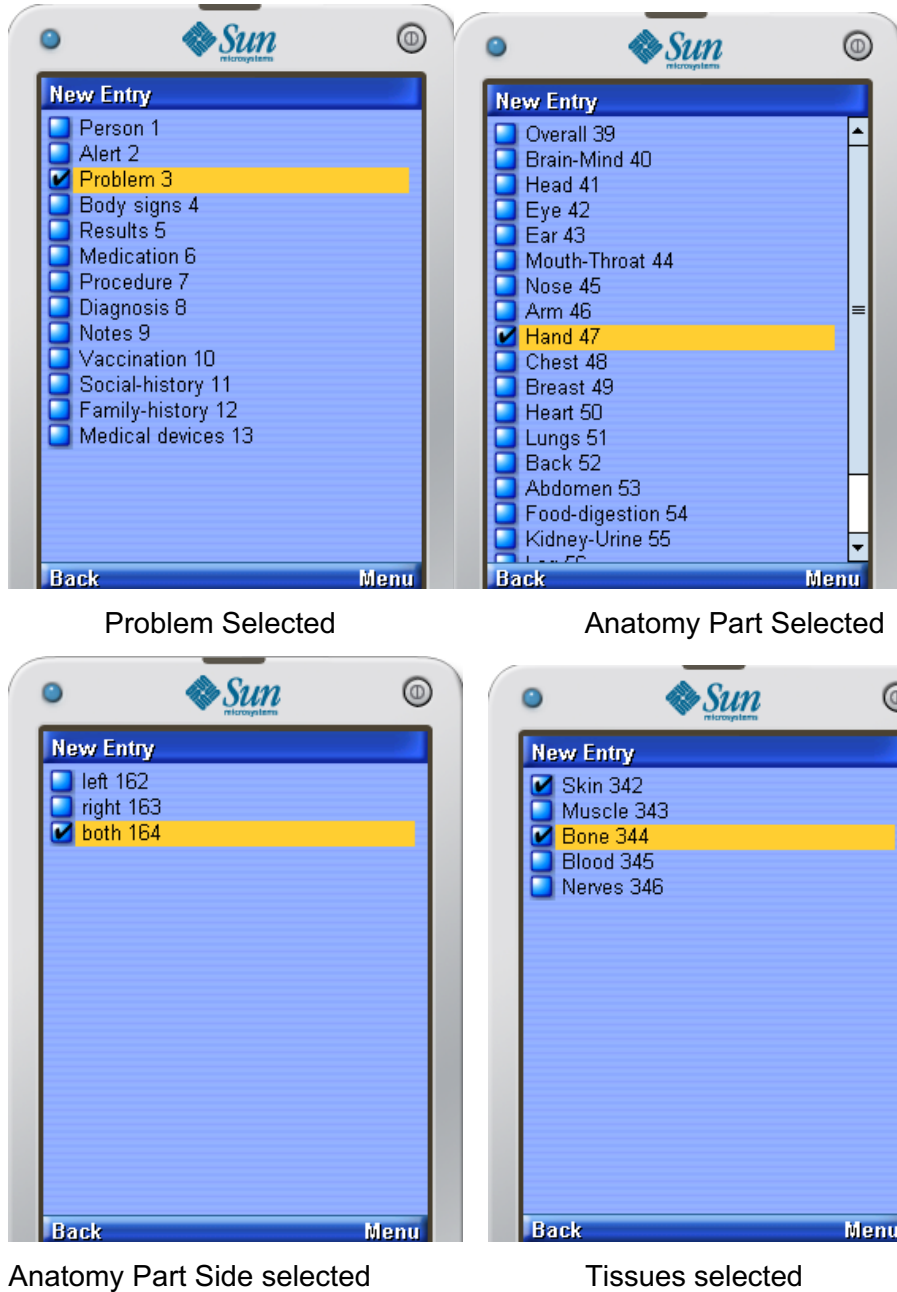 Sun
microsystems
New Entry
Person 1
Alert 2
Problem 3
Body signs 4
Results 5
Medication 6
Procedure 7
Diagnosis 8
Notes 9
Vaccination 10
Social-history 11
Family-history 12
Medical devices 13
Back Menu
Problem Selected
Sun
microsystems
New Entry
Overall 39
Brain-Mind 40
Head 41
Eye 42
Ear 43
Mouth-Throat 44
Nose 45
Arm 46
Hand 47
Chest 48
Breast 49
Heart 50
Lungs 51
Back 52
Abdomen 53
Food-digestion 54
Kidney-Urine 55
Back Menu
Anatomy Part Selected
Sun
microsystems
New Entry
left 162
right 163
both 164
Back Menu
Anatomy Part Side selected
Sun
microsystems
New Entry
Skin 342
Muscle 343
Bone 344
Blood 345
Nerves 346
Back Menu
Tissues selected